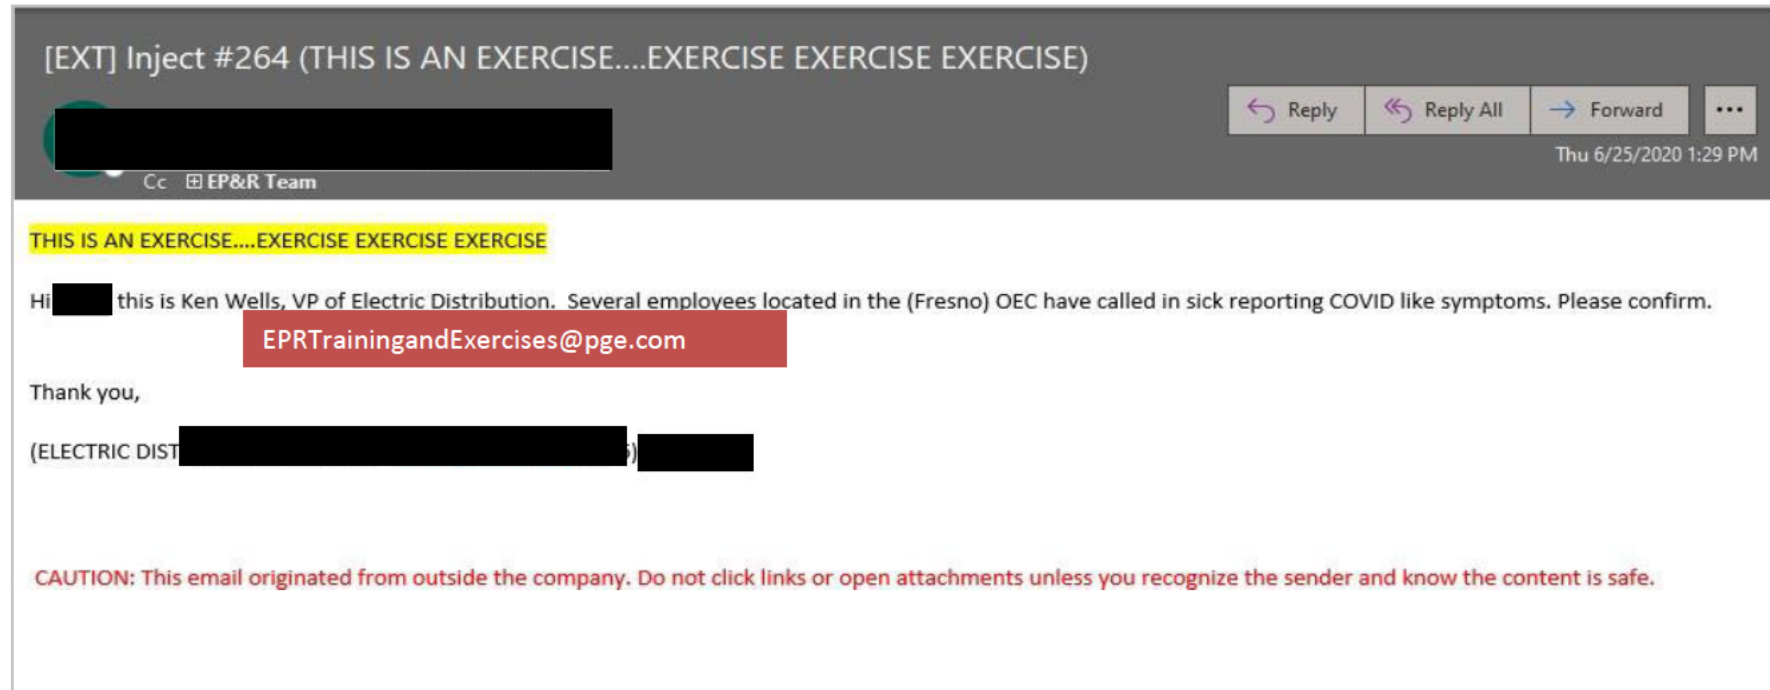 [EXT] Inject #264 (THIS IS AN EXERCISE....EXERCISE EXERCISE EXERCISE)
Reply
Reply All
Forward
Thu 6/25/2020 1:29 PM
Cc EP&R Team
THIS IS AN EXERCISE....EXERCISE EXERCISE EXERCISE
Hi this is Ken Wells, VP of Electric Distribution. Several employees located in the (Fresno) OEC have called in sick reporting COVID like symptoms. Please confirm.
EPRTrainingandExercises@pge.com
Thank you,
(ELECTRIC DIST )
CAUTION: This email originated from outside the company. Do not click links or open attachments unless you recognize the sender and know the content is safe.